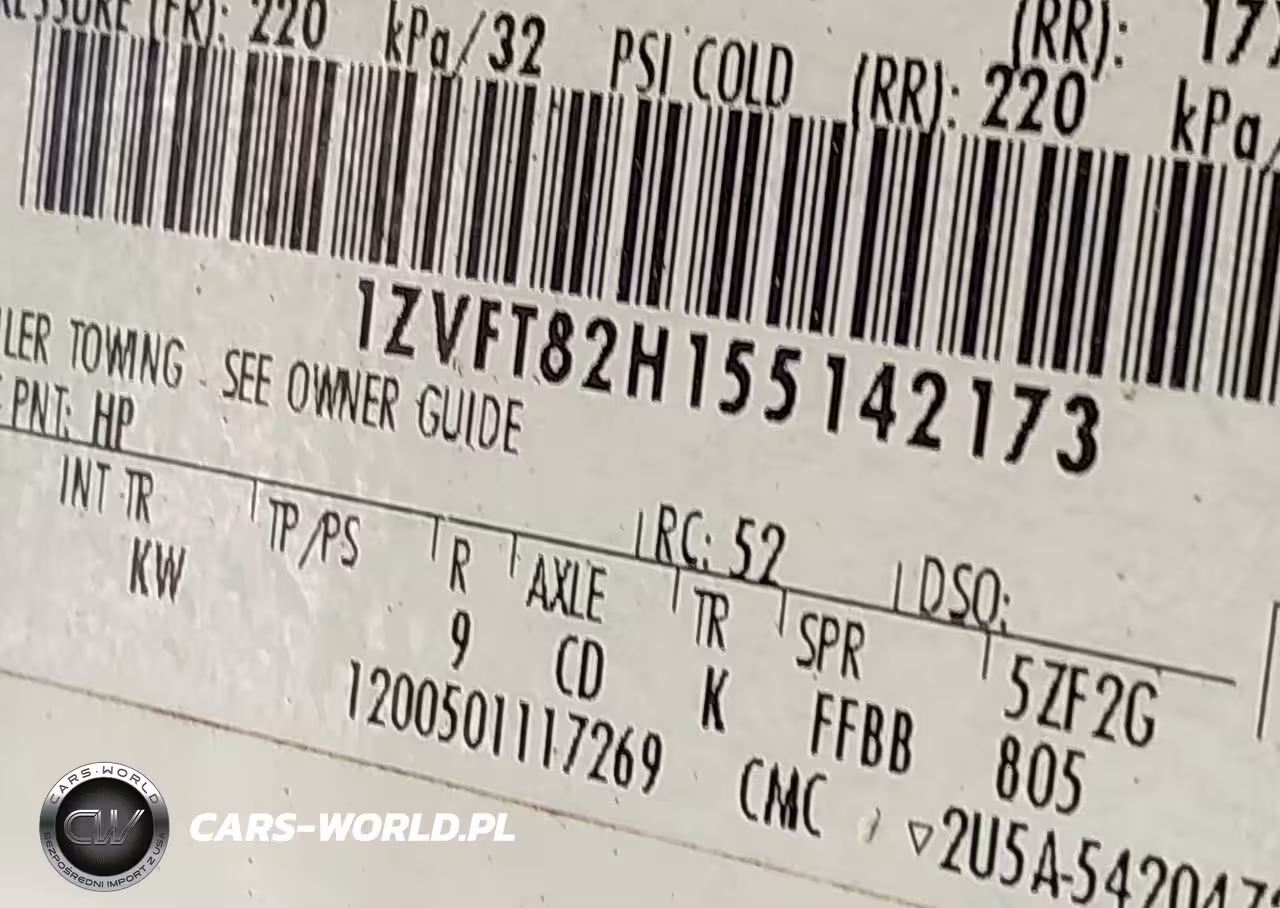 (RR): 17
(FR): 220 kPa/32 PSI COLD (RR): 220 kPa/
1ZVFT82H155142173
TOWING - SEE OWNER GUIDE
PNT: HP
RC: 52 DSO:
INT TR TP/PS R AXLE TR SPR 5ZF2G
KW 9 CD K FFBB 805
1200501117269 CMC ▽2U5A-542047
CARS-WORLD
CW
BEZPOŚREDNI IMPORT Z USA
CARS-WORLD.PL